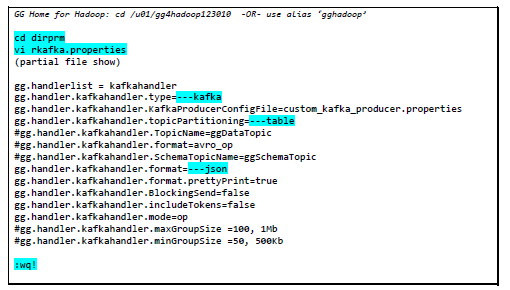 GG Home for Hadoop: cd /u01/gg4hadoop123010 -OR- use alias 'gghadoop'
cd dirprm
vi rkafka.properties
(partial file show)
gg.handlerlist = kafkahandler
gg.handler.kafkahandler.type=---kafka
gg.handler.kafkahandler.KafkaProducerConfigFile=custom_kafka_producer.properties
gg.handler.kafkahandler.topicPartitioning=---table
#gg.handler.kafkahandler.TopicName=ggDataTopic
#gg.handler.kafkahandler.format=avro_op
#gg.handler.kafkahandler.SchemaTopicName=ggSchemaTopic
gg.handler.kafkahandler.format=---json
gg.handler.kafkahandler.format.prettyPrint=true
gg.handler.kafkahandler.BlockingSend=false
gg.handler.kafkahandler.includeTokens=false
gg.handler.kafkahandler.mode=op
#gg.handler.kafkahandler.maxGroupSize =100, 1Mb
#gg.handler.kafkahandler.minGroupSize =50, 500Kb
:wq!